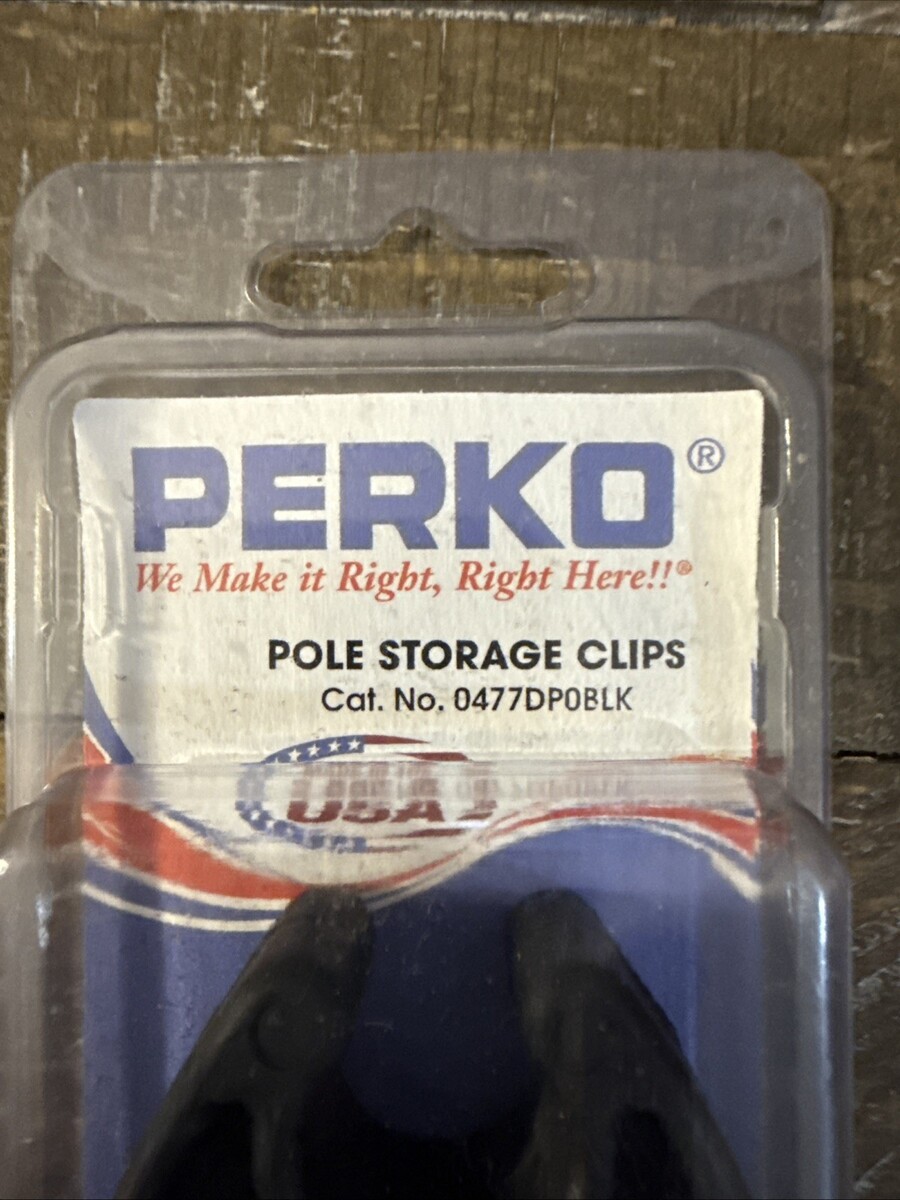 PERKO®
We Make it Right, Right Here!!®
POLE STORAGE CLIPS
Cat. No. 0477DP0BLK
USA